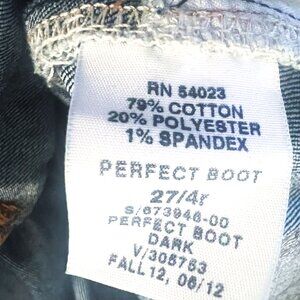 RN 54023
79% COTTON
20% POLYESTER
1% SPANDEX
PERFECT BOOT
27/4r
S/673946-00
PERFECT BOOT
DARK
V/305753
FALL 12, 06/12